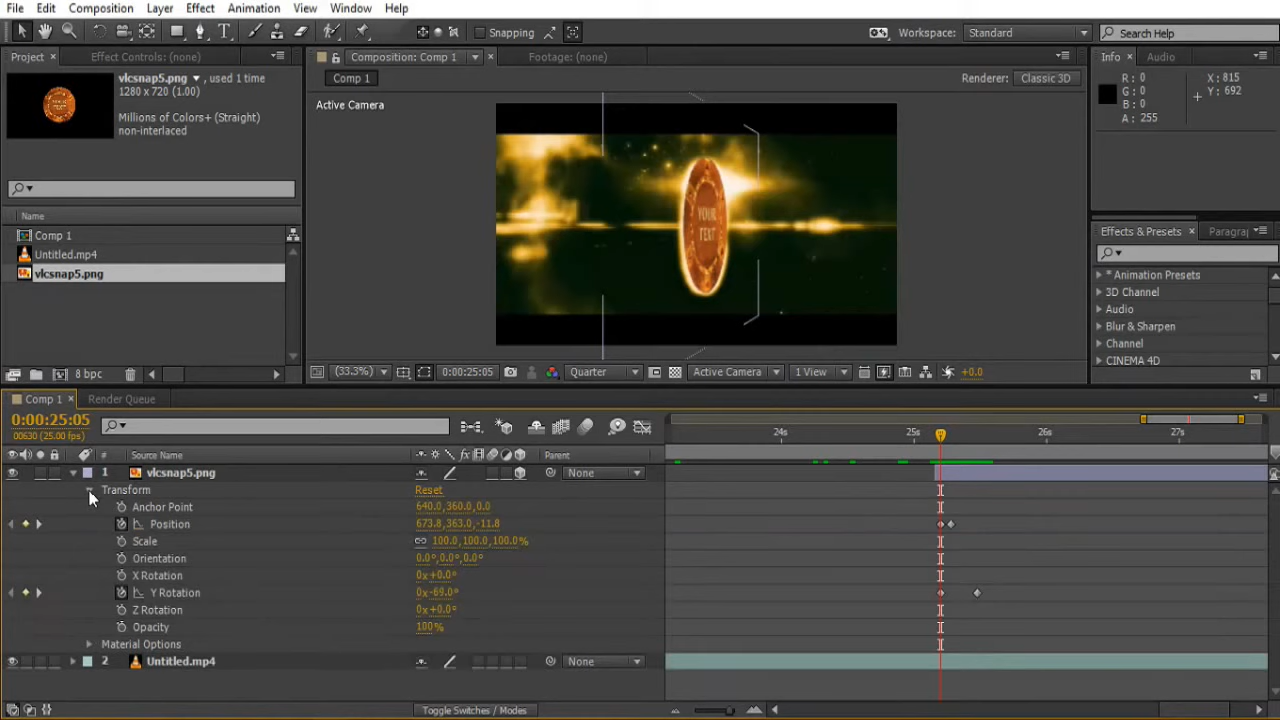 File Edit Composition Layer Effect Animation View Window Help
Snapping Workspace: Standard Search Help
Project × Effect Controls: (none) Composition: Comp 1 × Footage: (none) Info × Audio
vlcsnap5.png ▼ , used 1 time
1280 x 720 (1.00)
Millions of Colors+ (Straight)
non-interlaced
Comp 1 Renderer: Classic 3D
Active Camera
R: 0
G: 0
B: 0
A: 255
X: 815
Y: 692
YOUR
TEXT
YOUR
TEXT
Name
Comp 1
Untitled.mp4
vlcsnap5.png
Effects & Presets × Paragraph
* Animation Presets
3D Channel
Audio
Blur & Sharpen
Channel
CINEMA 4D
8 bpc (33.3%) 0:00:25:05 Quarter Active Camera 1 View +0.0
Comp 1 × Render Queue
0:00:25:05
00630 (25.00 fps)
24s 25s 26s 27s
# Source Name Parent
1 vlcsnap5.png None
Transform Reset
Anchor Point 640.0,360.0,0.0
Position 673.8,363.0,-11.8
Scale 100.0,100.0,100.0%
Orientation 0.0°,0.0°,0.0°
X Rotation 0x+0.0°
Y Rotation 0x-69.0°
Z Rotation 0x+0.0°
Opacity 100%
Material Options
2 Untitled.mp4 None
Toggle Switches / Modes